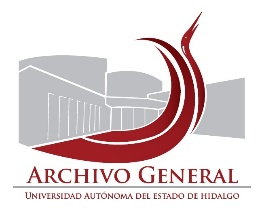 ARCHIVO GENERAL
UNIVERSIDAD AUTÓNOMA DEL ESTADO DE HIDALGO